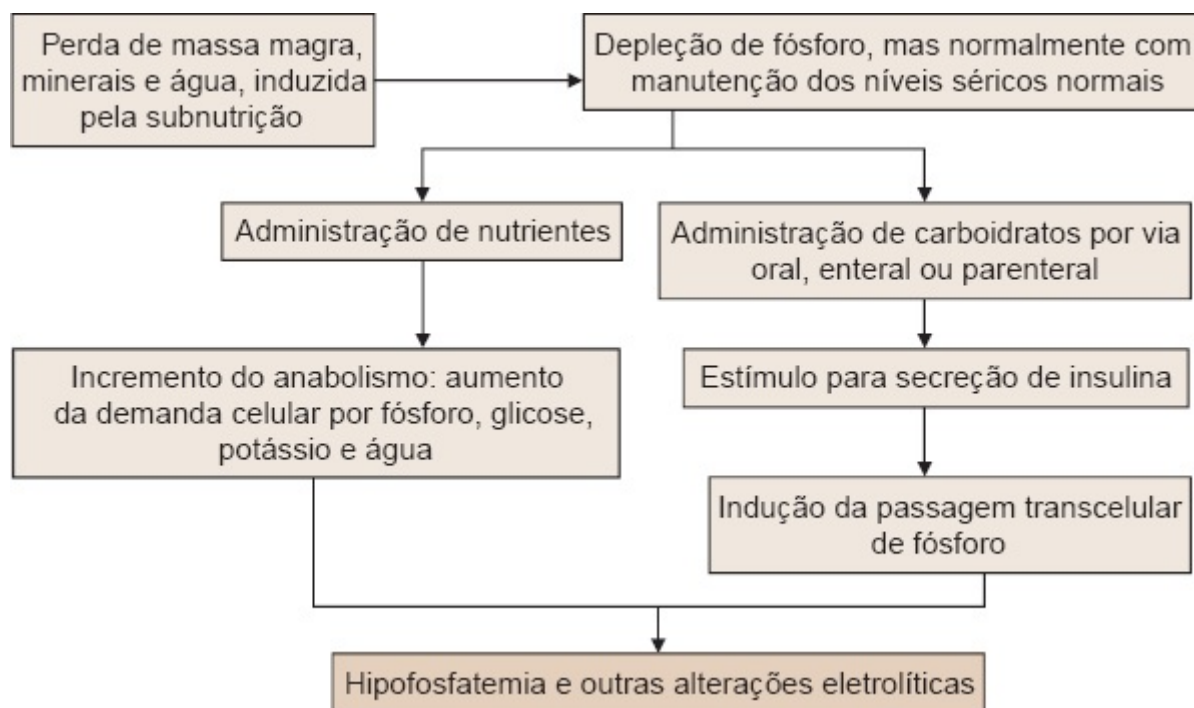 Perda de massa magra,
minerais e água, induzida
pela subnutrição
Depleção de fósforo, mas normalmente com
manutenção dos níveis séricos normais
Administração de nutrientes
Administração de carboidratos por via
oral, enteral ou parenteral
Incremento do anabolismo: aumento
da demanda celular por fósforo, glicose,
potássio e água
Estímulo para secreção de insulina
Indução da passagem transcelular
de fósforo
Hipofosfatemia e outras alterações eletrolíticas